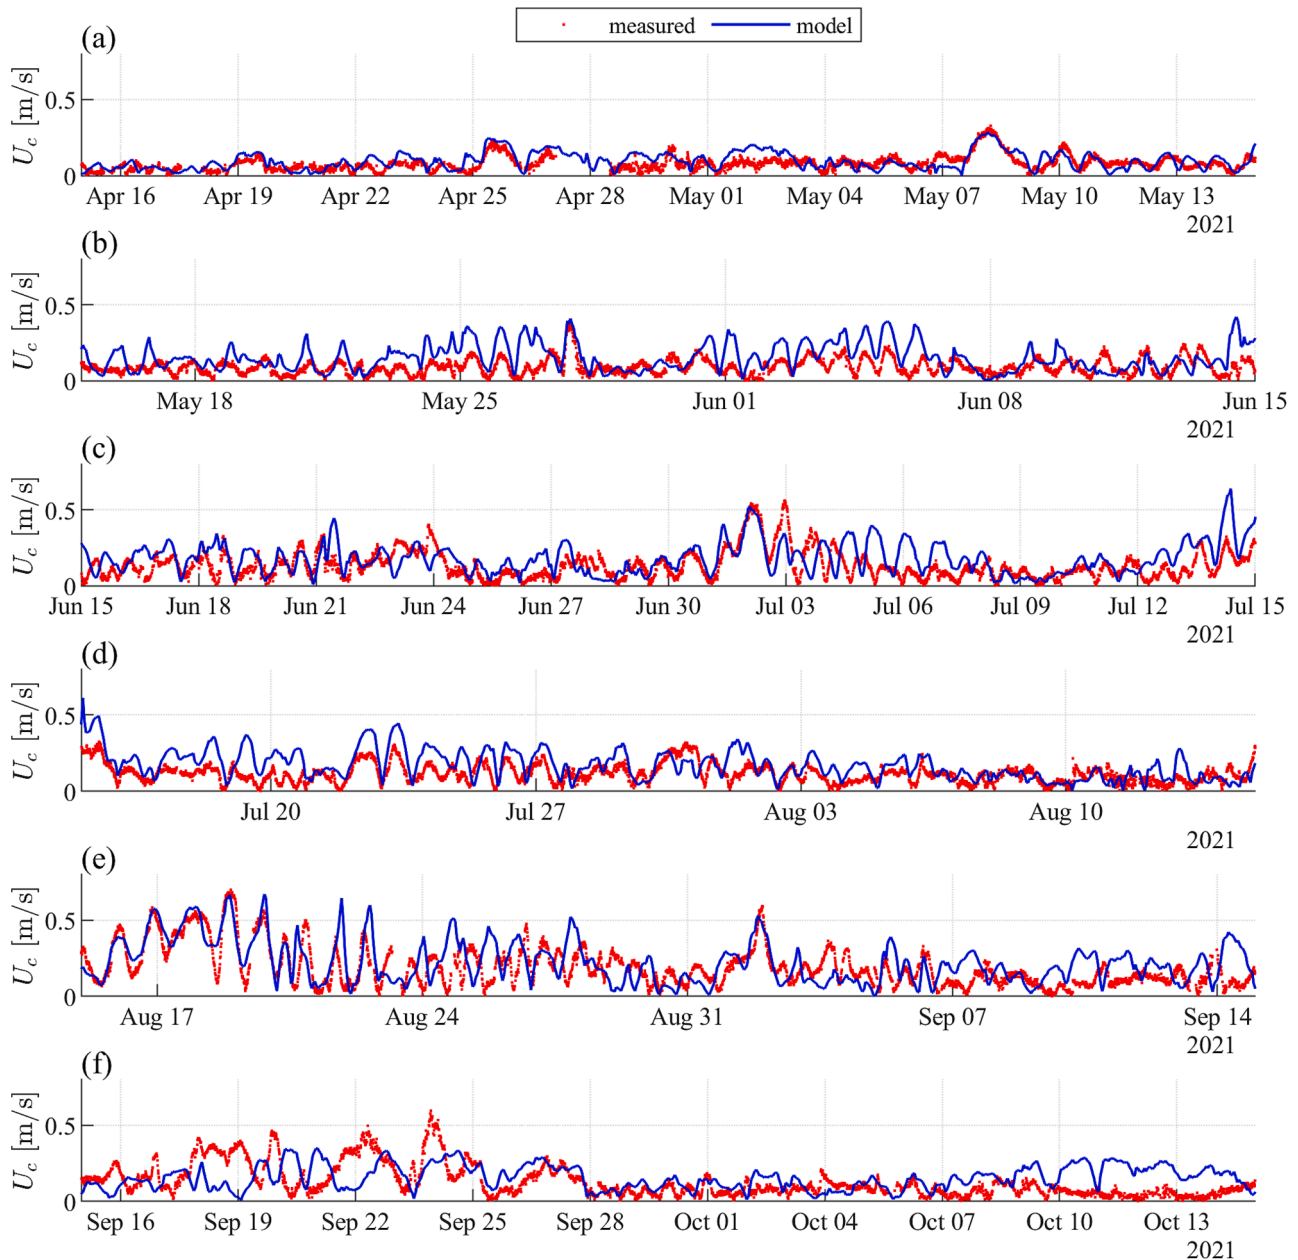 measured model
(a)
U_c [m/s]
0.5
0
Apr 16 Apr 19 Apr 22 Apr 25 Apr 28 May 01 May 04 May 07 May 10 May 13
2021
(b)
U_c [m/s]
0.5
0
May 18 May 25 Jun 01 Jun 08 Jun 15
2021
(c)
U_c [m/s]
0.5
0
Jun 15 Jun 18 Jun 21 Jun 24 Jun 27 Jun 30 Jul 03 Jul 06 Jul 09 Jul 12 Jul 15
2021
(d)
U_c [m/s]
0.5
0
Jul 20 Jul 27 Aug 03 Aug 10
2021
(e)
U_c [m/s]
0.5
0
Aug 17 Aug 24 Aug 31 Sep 07 Sep 14
2021
(f)
U_c [m/s]
0.5
0
Sep 16 Sep 19 Sep 22 Sep 25 Sep 28 Oct 01 Oct 04 Oct 07 Oct 10 Oct 13
2021